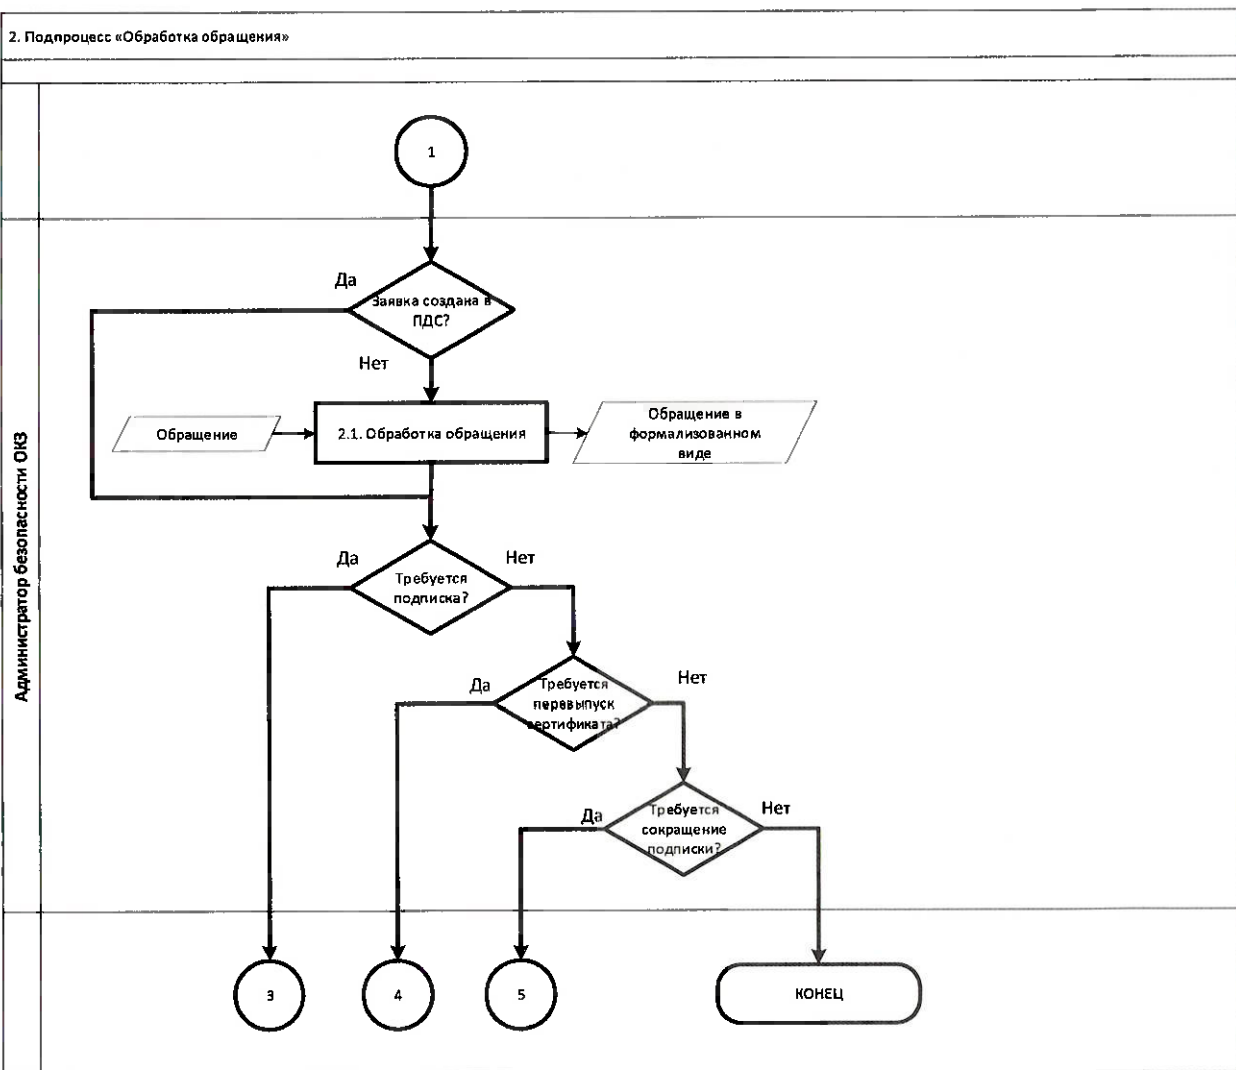 2. Подпроцесс «Обработка обращения»
1
Да
Заявка создана в
ПДС?
Нет
Обращение
2.1. Обработка обращения
Обращение в
формализованном
виде
Администратор безопасности ОКЗ
Да
Нет
Требуется
подписка?
Да
Нет
Требуется
перевыпуск
сертификата?
Да
Нет
Требуется
сокращение
подписки?
3
4
5
КОНЕЦ